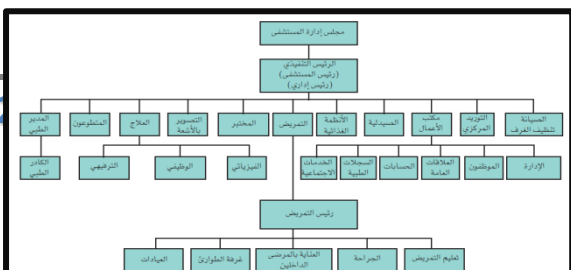 مجلس إدارة المستشفى
الرئيس التنفيذي
(رئيس المستشفى)
(رئيس إداري)
الصيانة
تنظيف الغرف
التوريد
المركزي
مكتب
الأعمال
الصيدلية
الأنظمة
الغذائية
التمريض
المختبر
التصوير
بالأشعة
العلاج
المتطوعون
المدير
الطبي
الإدارة
الموظفون
العلاقات
العامة
الحسابات
السجلات
الطبية
الخدمات
الاجتماعية
الفيزيائي
الوظيفي
الترفيهي
الكادر
الطبي
رئيس التمريض
تعليم التمريض
الجراحة
العناية بالمرضى
الداخلين
غرفة الطوارئ
العيادات